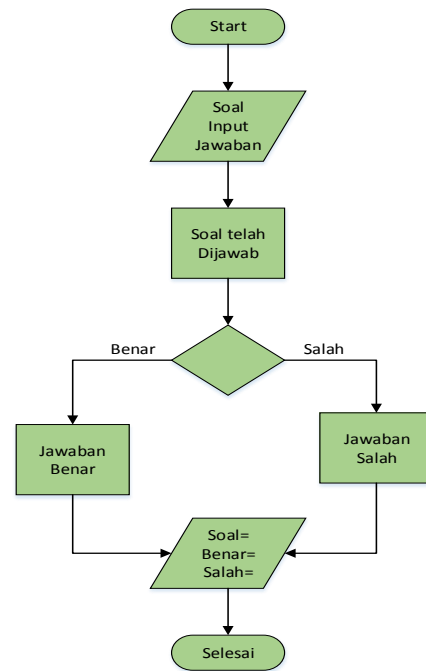 Start
Soal
Input
Jawaban
Soal telah
Dijawab
Benar
Salah
Jawaban
Benar
Jawaban
Salah
Soal=
Benar=
Salah=
Selesai